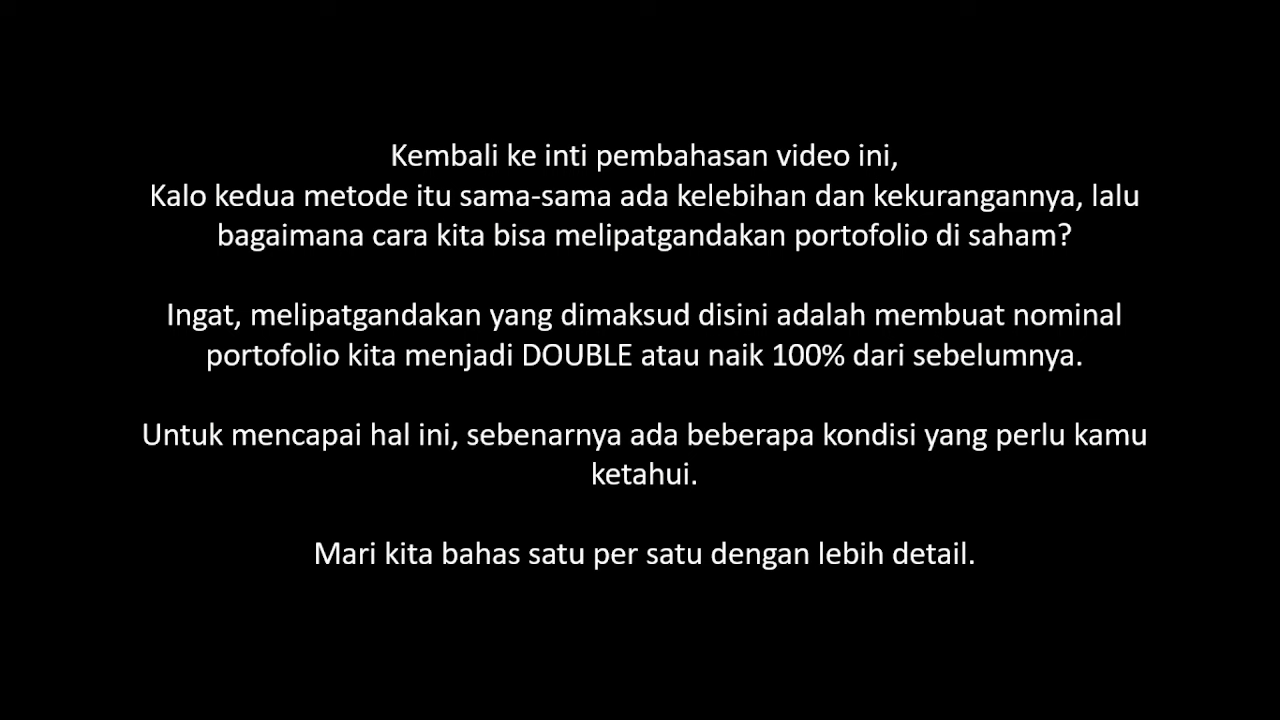 Kembali ke inti pembahasan video ini,
Kalo kedua metode itu sama-sama ada kelebihan dan kekurangannya, lalu
bagaimana cara kita bisa melipatgandakan portofolio di saham?
Ingat, melipatgandakan yang dimaksud disini adalah membuat nominal
portofolio kita menjadi DOUBLE atau naik 100% dari sebelumnya.
Untuk mencapai hal ini, sebenarnya ada beberapa kondisi yang perlu kamu
ketahui.
Mari kita bahas satu per satu dengan lebih detail.